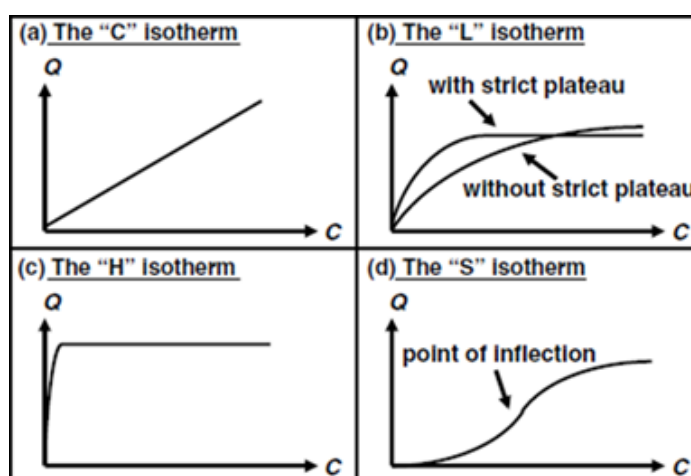 (a) The “C” isotherm
Q
C
(b) The “L” isotherm
Q
with strict plateau
without strict plateau
C
(c) The “H” isotherm
Q
C
(d) The “S” isotherm
Q
point of inflection
C